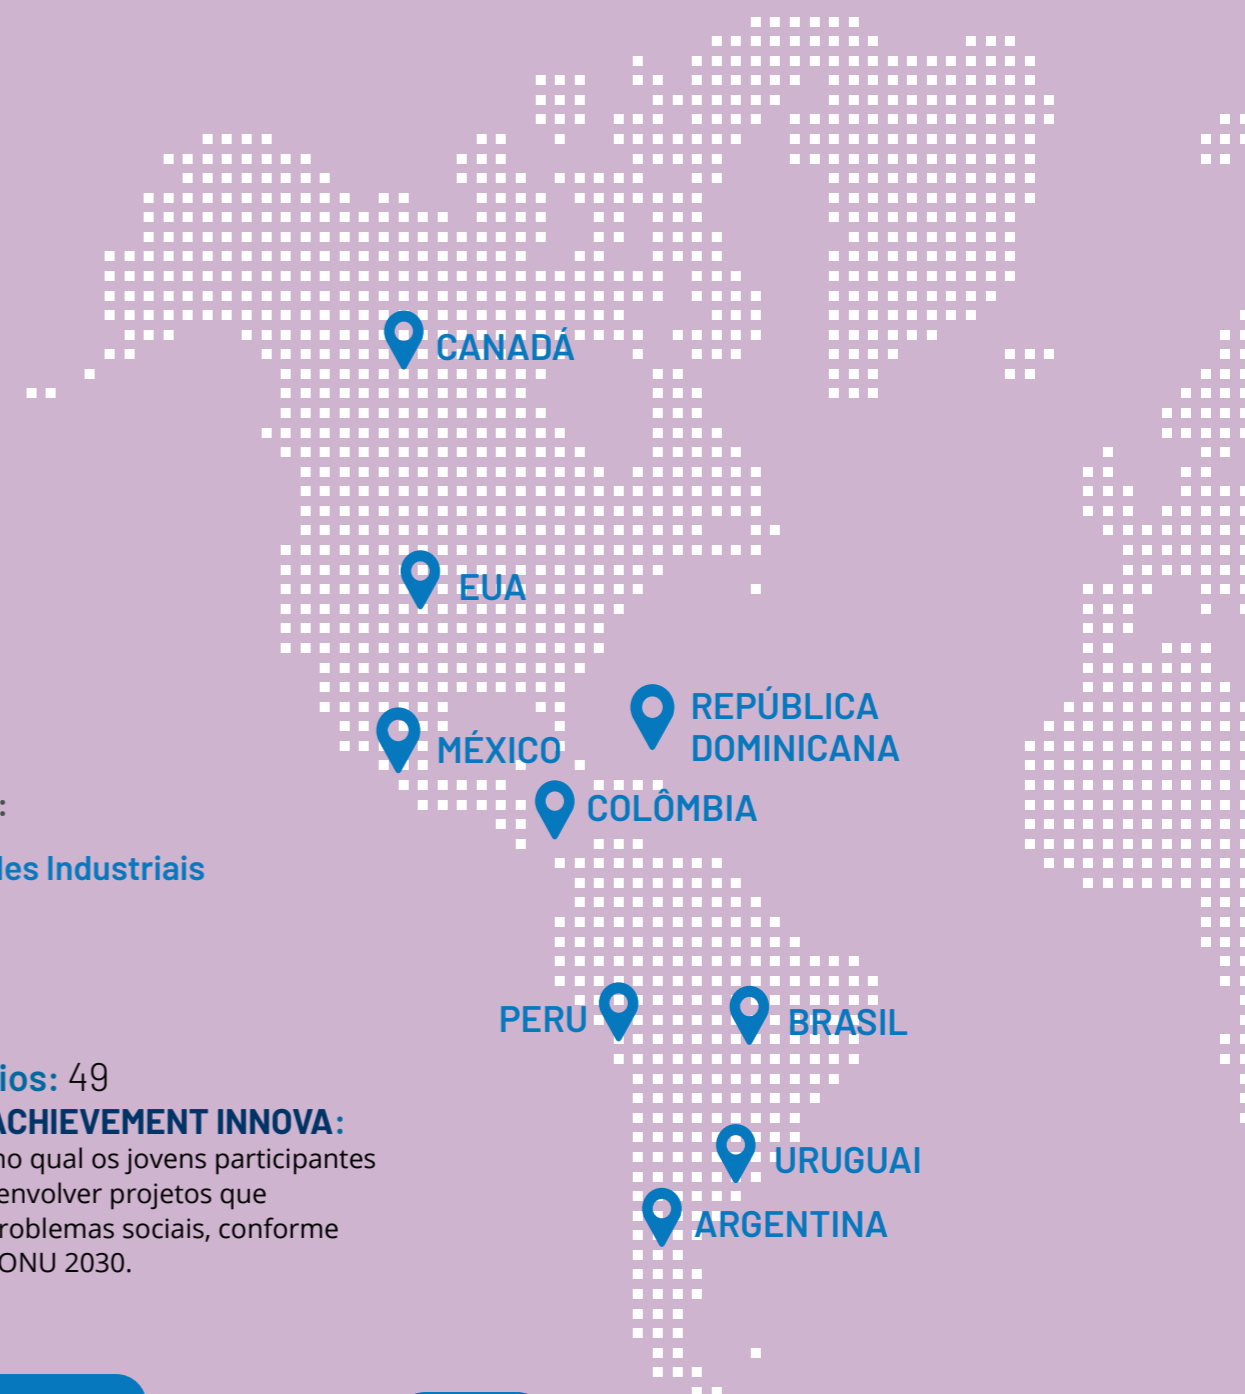 CANADÁ
EUA
REPÚBLICA
DOMINICANA
MÉXICO
COLÔMBIA
:
les Industriais
PERU
BRASIL
ios: 49
ACHIEVEMENT INNOVA:
no qual os jovens participantes
envolver projetos que
roblemas sociais, conforme
ONU 2030.
URUGUAI
ARGENTINA